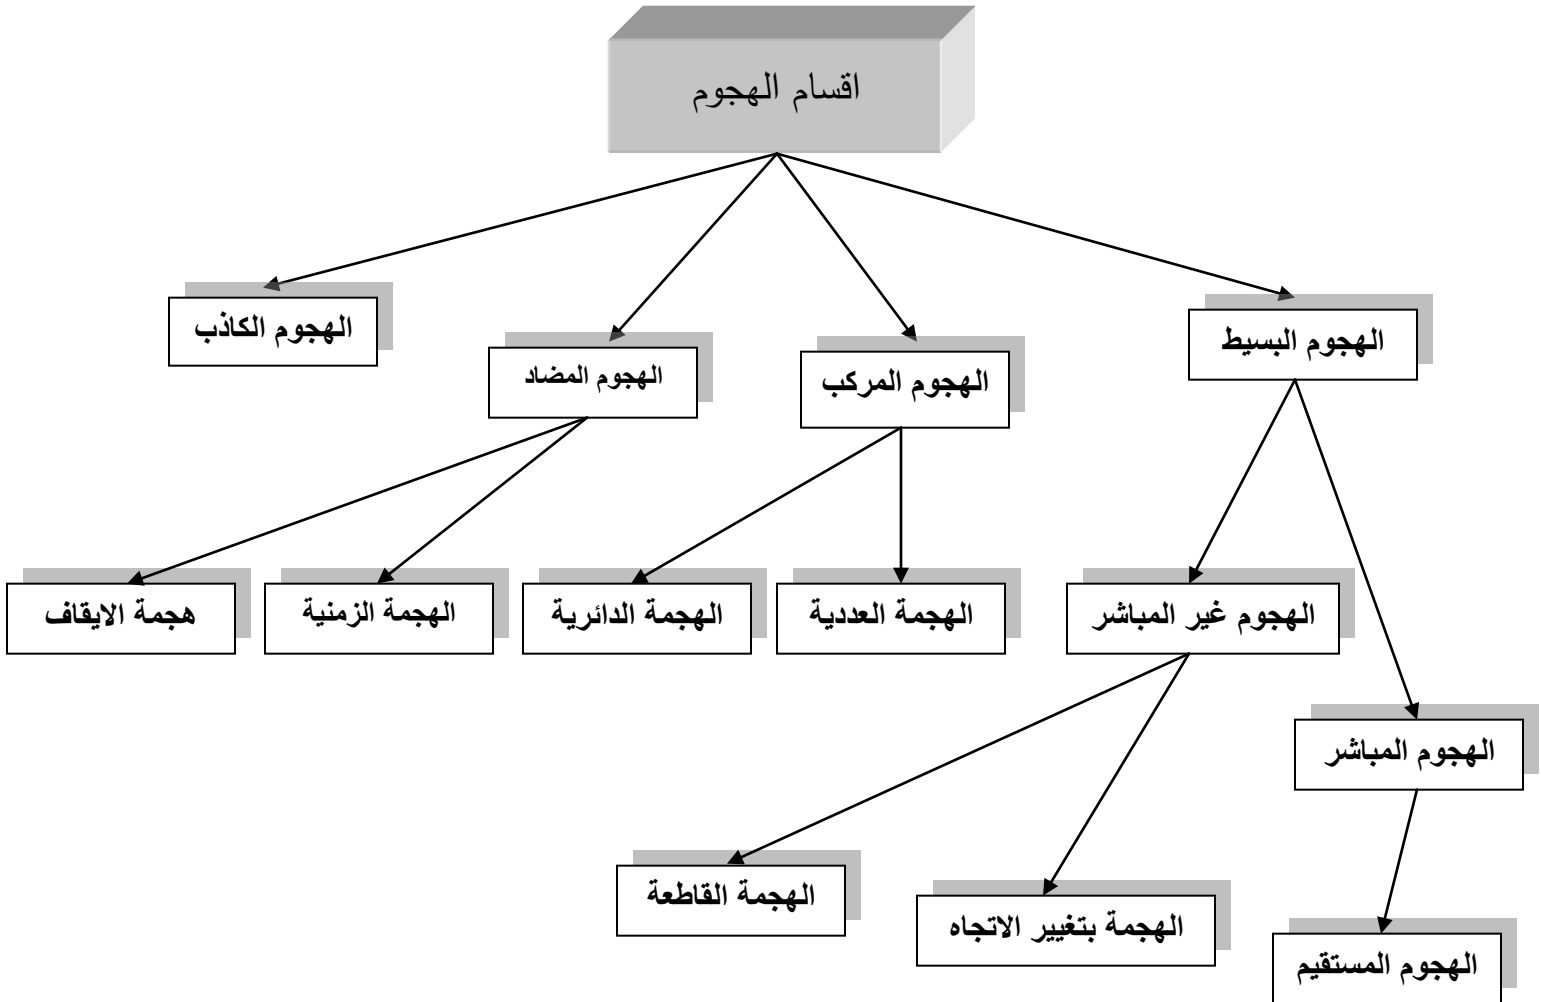 اقسام الهجوم
الهجوم البسيط
الهجوم المركب
الهجوم المضاد
الهجوم الكاذب
الهجوم غير المباشر
الهجمة العددية
الهجمة الدائرية
الهجمة الزمنية
هجمة الايقاف
الهجوم المباشر
الهجمة بتغيير الاتجاه
الهجمة القاطعة
الهجوم المستقيم